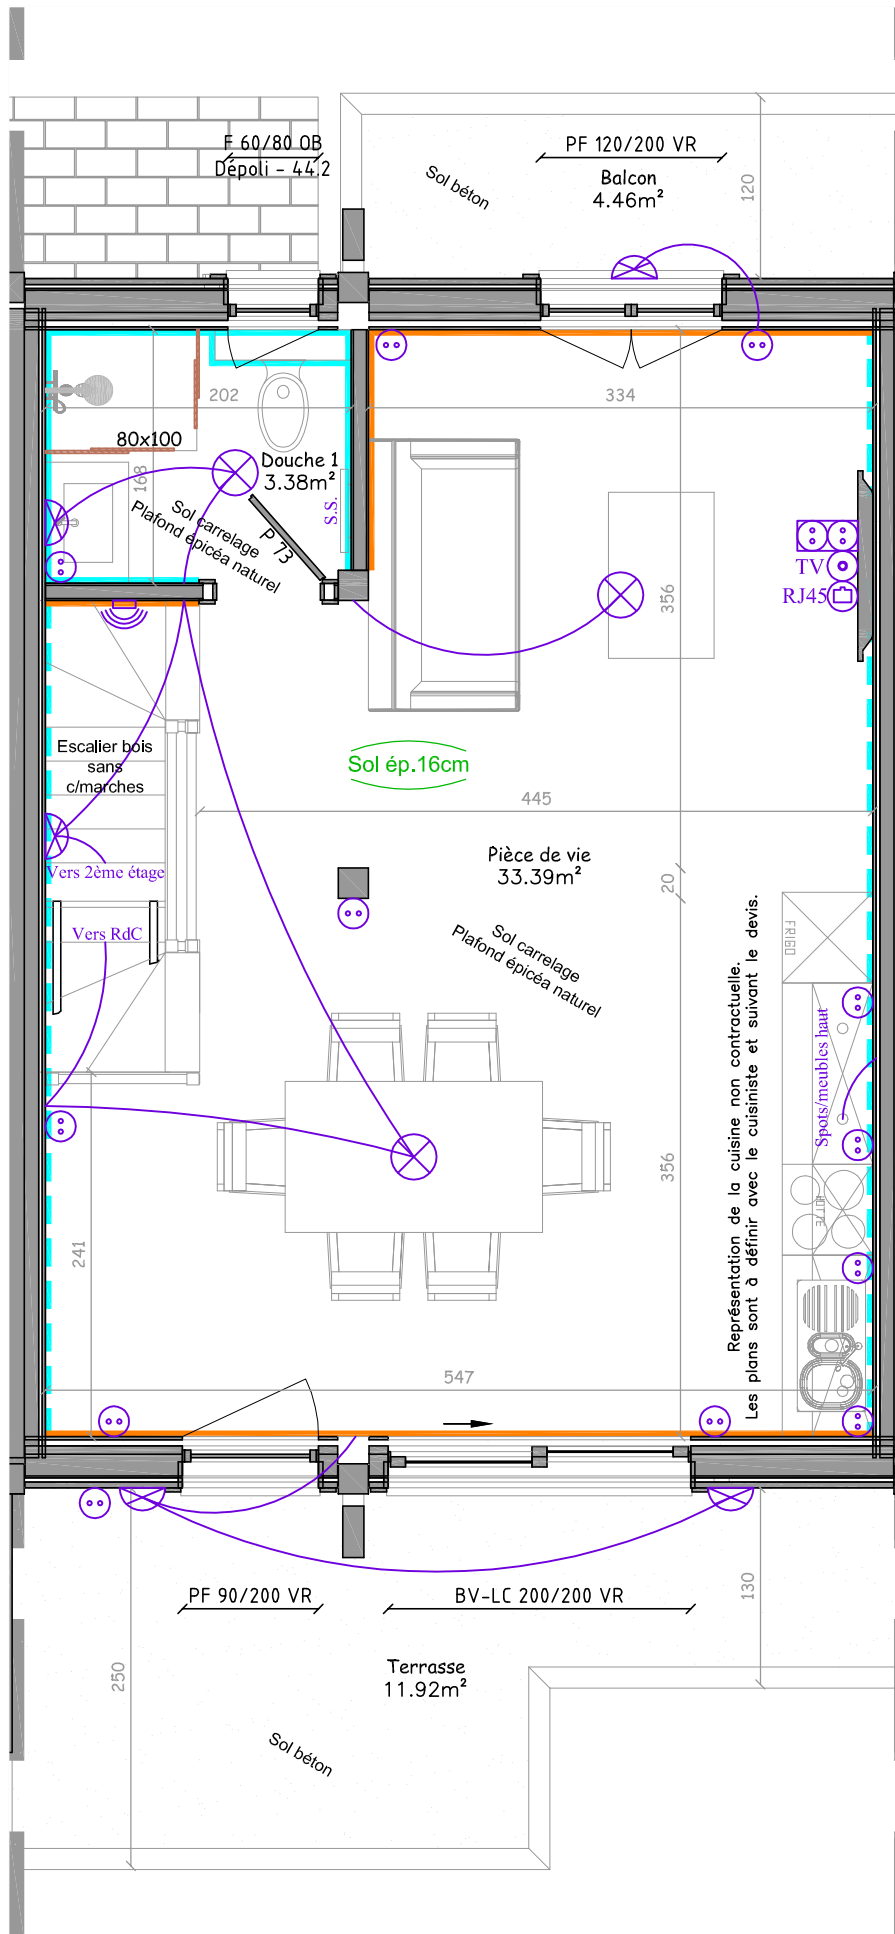 F 60/80 OB
Dépoli - 44.2
PF 120/200 VR
Balcon
4.46m²
Sol béton
120
202
334
80x100
168
Douche 1
3.38m²
Sol carrelage
Plafond épicéa naturel
P 73
S.S.
TV
RJ45
356
Escalier bois
sans
c/marches
Sol ép.16cm
445
Pièce de vie
33.39m²
20
Vers 2ème étage
Vers RdC
Sol carrelage
Plafond épicéa naturel
FRIGO
Spots/meubles haut
Représentation de la cuisine non contractuelle.
Les plans sont à définir avec le cuisiniste et suivant le devis.
HOTTE
356
241
547
PF 90/200 VR
BV-LC 200/200 VR
130
250
Terrasse
11.92m²
Sol béton